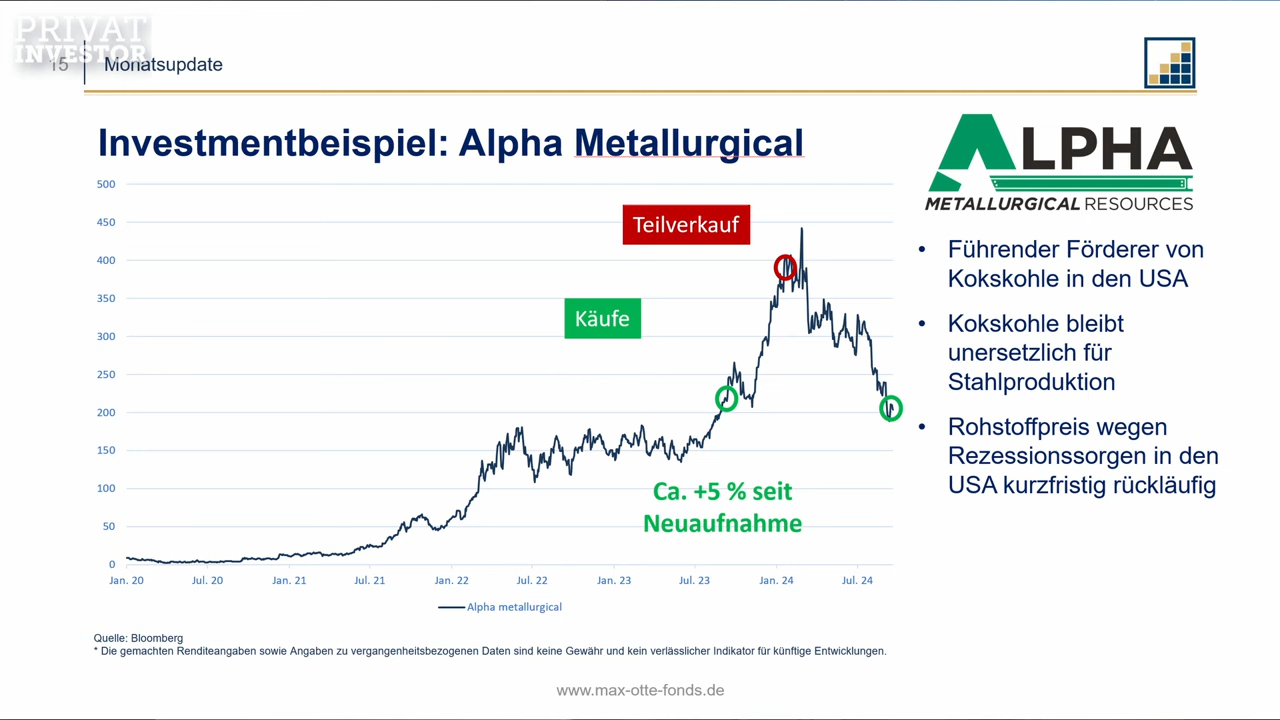 PRIVAT
INVESTOR
15
Monatsupdate
Investmentbeispiel: Alpha Metallurgical
ALPHA
METALLURGICAL RESOURCES
500
450
400
350
300
250
200
150
100
50
0
Teilverkauf
Käufe
Ca. +5 % seit
Neuaufnahme
Jan. 20 Jul. 20 Jan. 21 Jul. 21 Jan. 22 Jul. 22 Jan. 23 Jul. 23 Jan. 24 Jul. 24
Alpha metallurgical
• Führender Förderer von
Kokskohle in den USA
• Kokskohle bleibt
unersetzlich für
Stahlproduktion
• Rohstoffpreis wegen
Rezessionssorgen in den
USA kurzfristig rückläufig
Quelle: Bloomberg
* Die gemachten Renditeangaben sowie Angaben zu vergangenheitsbezogenen Daten sind keine Gewähr und kein verlässlicher Indikator für künftige Entwicklungen.
www.max-otte-fonds.de